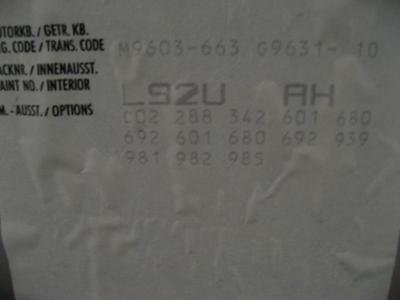 OTORKB. / GETR. KB.
G. CODE / TRANS. CODE M9603-663 G9631- 10
ACKNR. / INNENAUSST.
AINT NO. / INTERIOR L92U AH
M. - AUSST. / OPTIONS C02 288 342 601 680
692 601 680 692 939
981 982 985